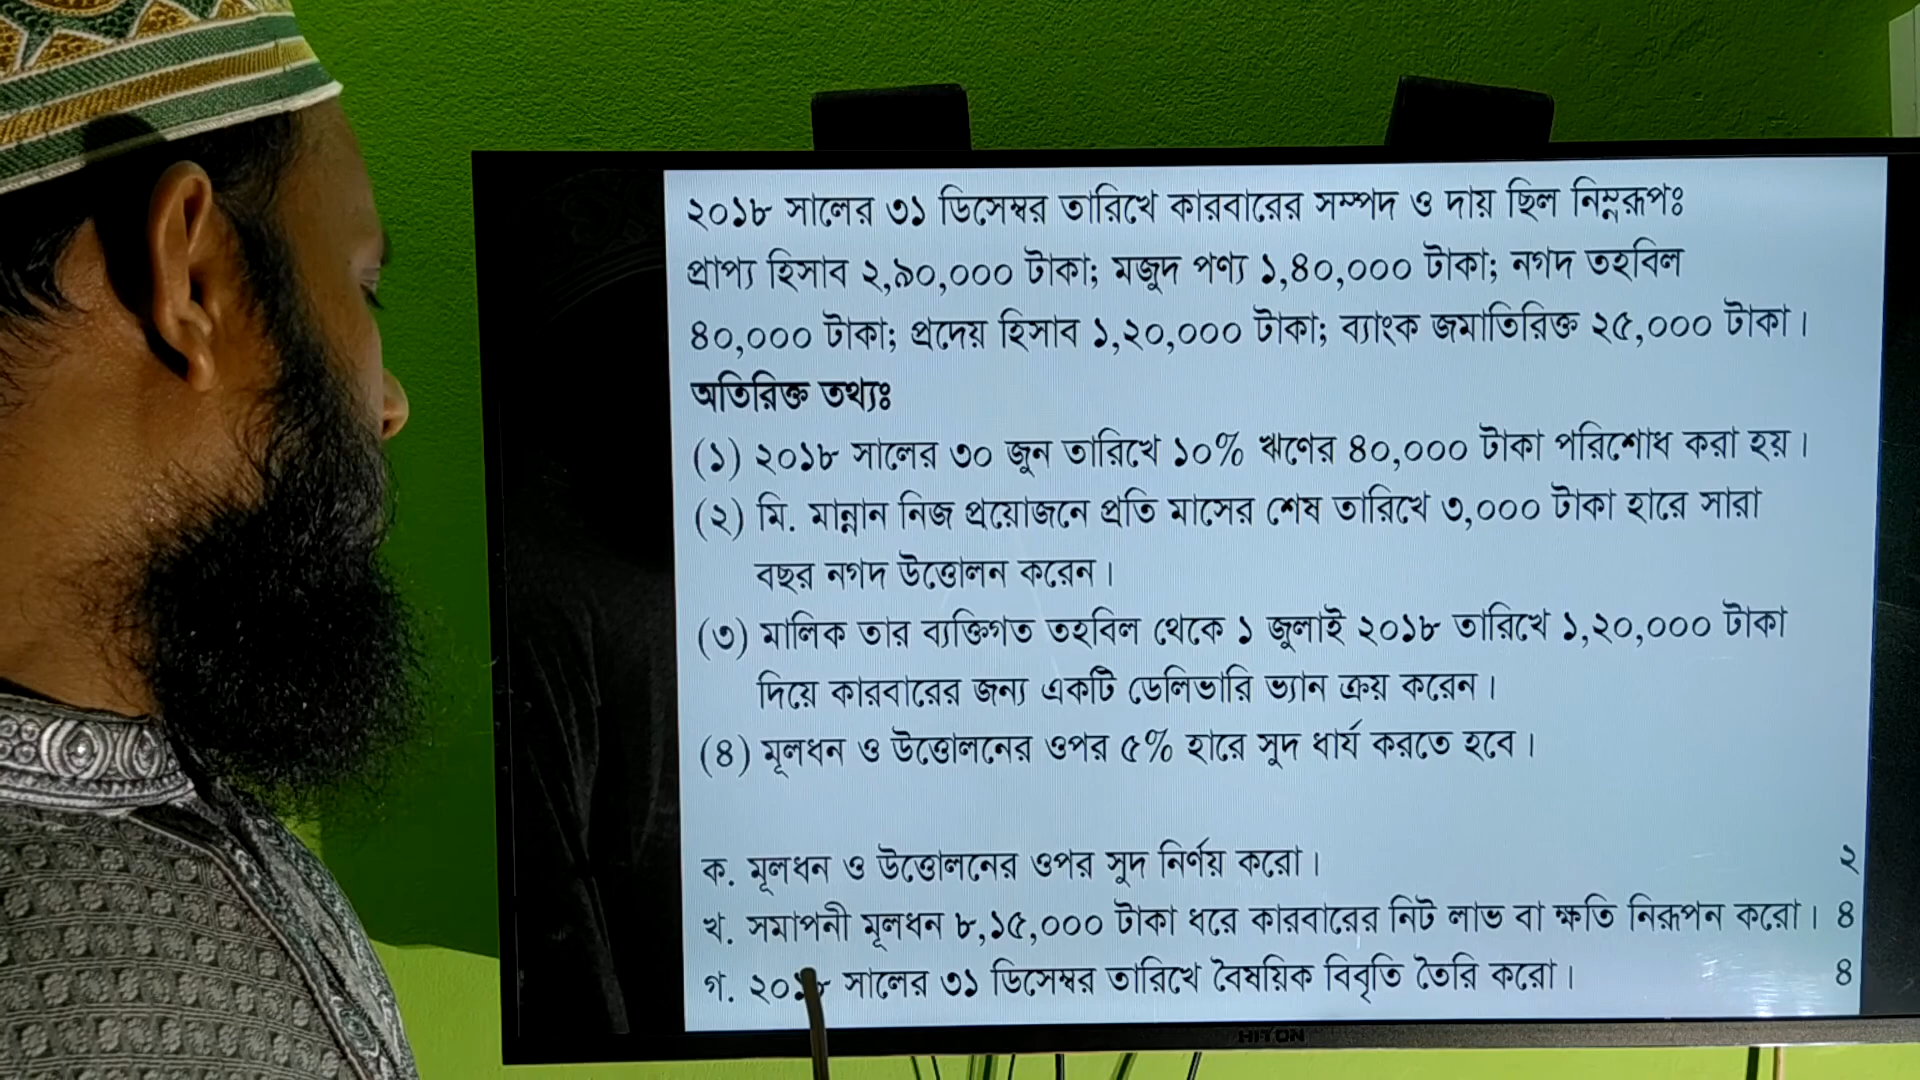 ২০১৮ সালের ৩১ ডিসেম্বর তারিখে কারবারের সম্পদ ও দায় ছিল নিম্নরূপঃ
প্রাপ্য হিসাব ২,৯০,০০০ টাকা; মজুদ পণ্য ১,৪০,০০০ টাকা; নগদ তহবিল
৪০,০০০ টাকা; প্রদেয় হিসাব ১,২০,০০০ টাকা; ব্যাংক জমাতিরিক্ত ২৫,০০০ টাকা।
অতিরিক্ত তথ্যঃ
(১) ২০১৮ সালের ৩০ জুন তারিখে ১০% ঋণের ৪০,০০০ টাকা পরিশোধ করা হয়।
(২) মি. মান্নান নিজ প্রয়োজনে প্রতি মাসের শেষ তারিখে ৩,০০০ টাকা হারে সারা
বছর নগদ উত্তোলন করেন।
(৩) মালিক তার ব্যক্তিগত তহবিল থেকে ১ জুলাই ২০১৮ তারিখে ১,২০,০০০ টাকা
দিয়ে কারবারের জন্য একটি ডেলিভারি ভ্যান ক্রয় করেন।
(৪) মূলধন ও উত্তোলনের ওপর ৫% হারে সুদ ধার্য করতে হবে।
ক. মূলধন ও উত্তোলনের ওপর সুদ নির্ণয় করো। ২
খ. সমাপনী মূলধন ৮,১৫,০০০ টাকা ধরে কারবারের নিট লাভ বা ক্ষতি নিরূপন করো। ৪
গ. ২০১৮ সালের ৩১ ডিসেম্বর তারিখে বৈষয়িক বিবৃতি তৈরি করো। ৪
HITON